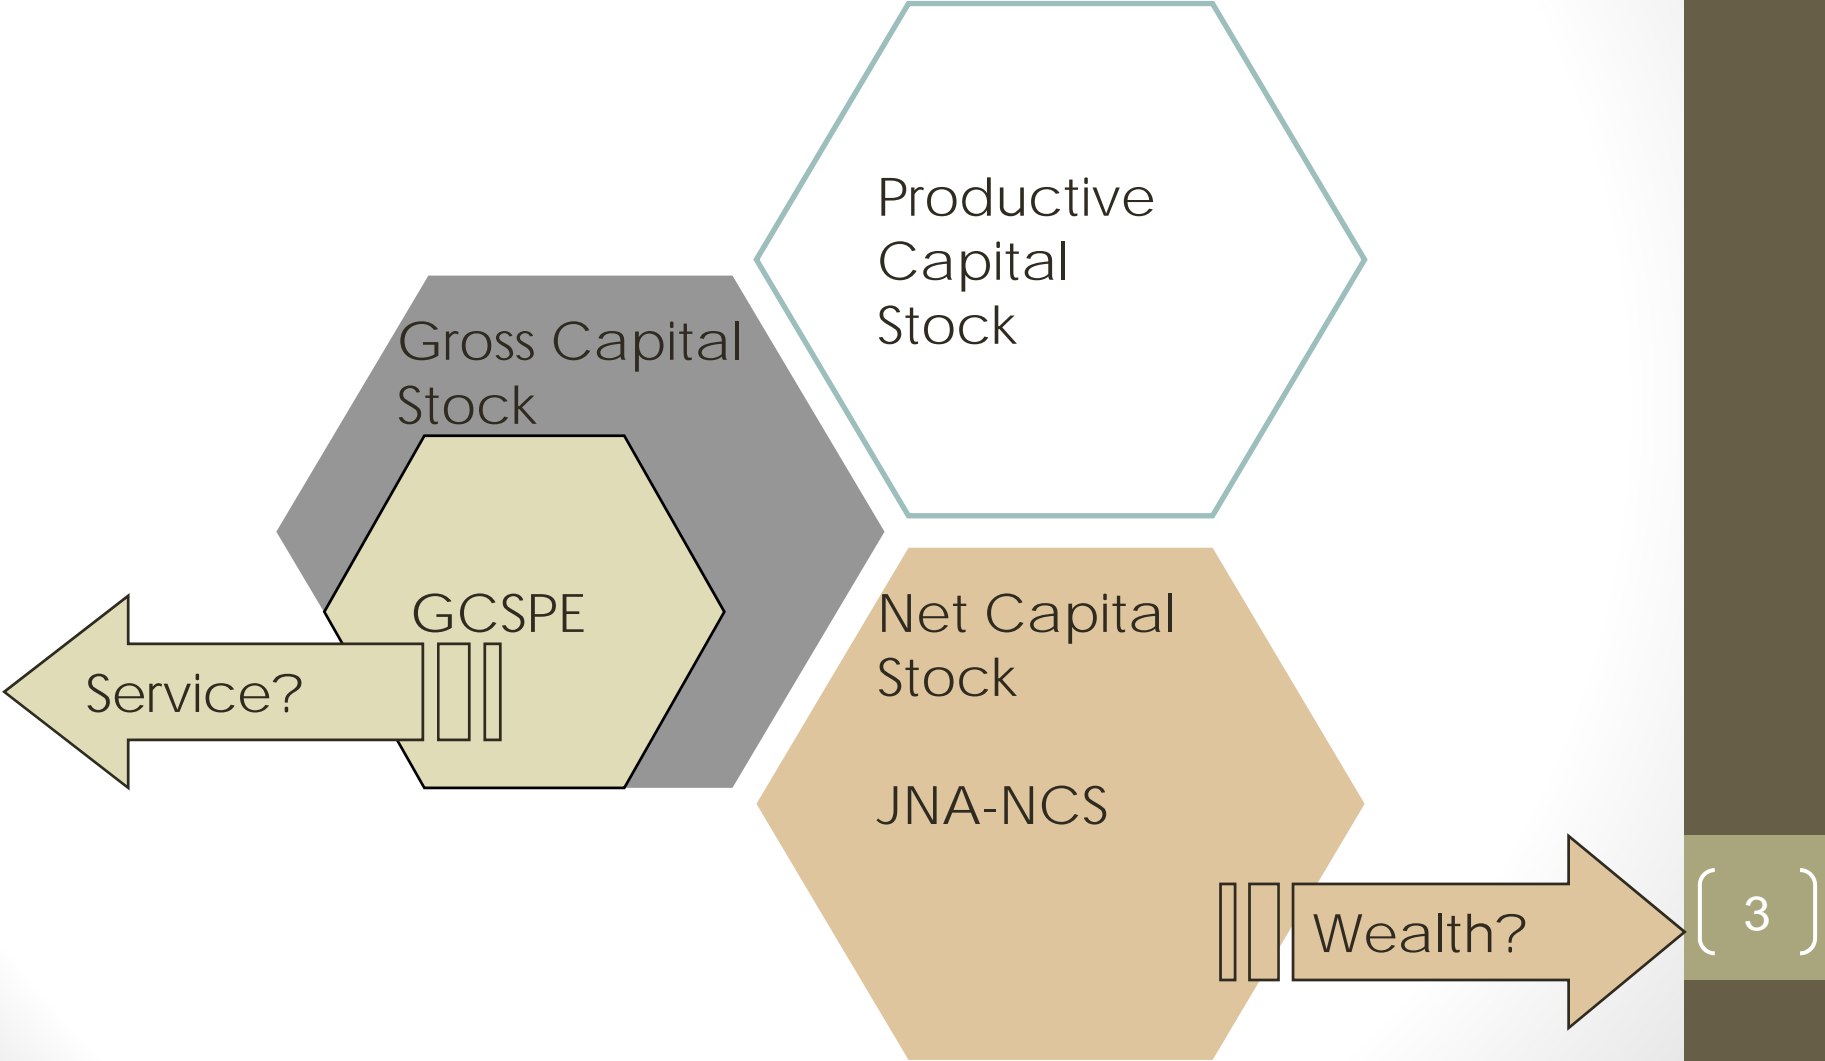 Productive
Capital
Stock
Gross Capital
Stock
GCSPE
Service?
Net Capital
Stock
JNA-NCS
Wealth?
3